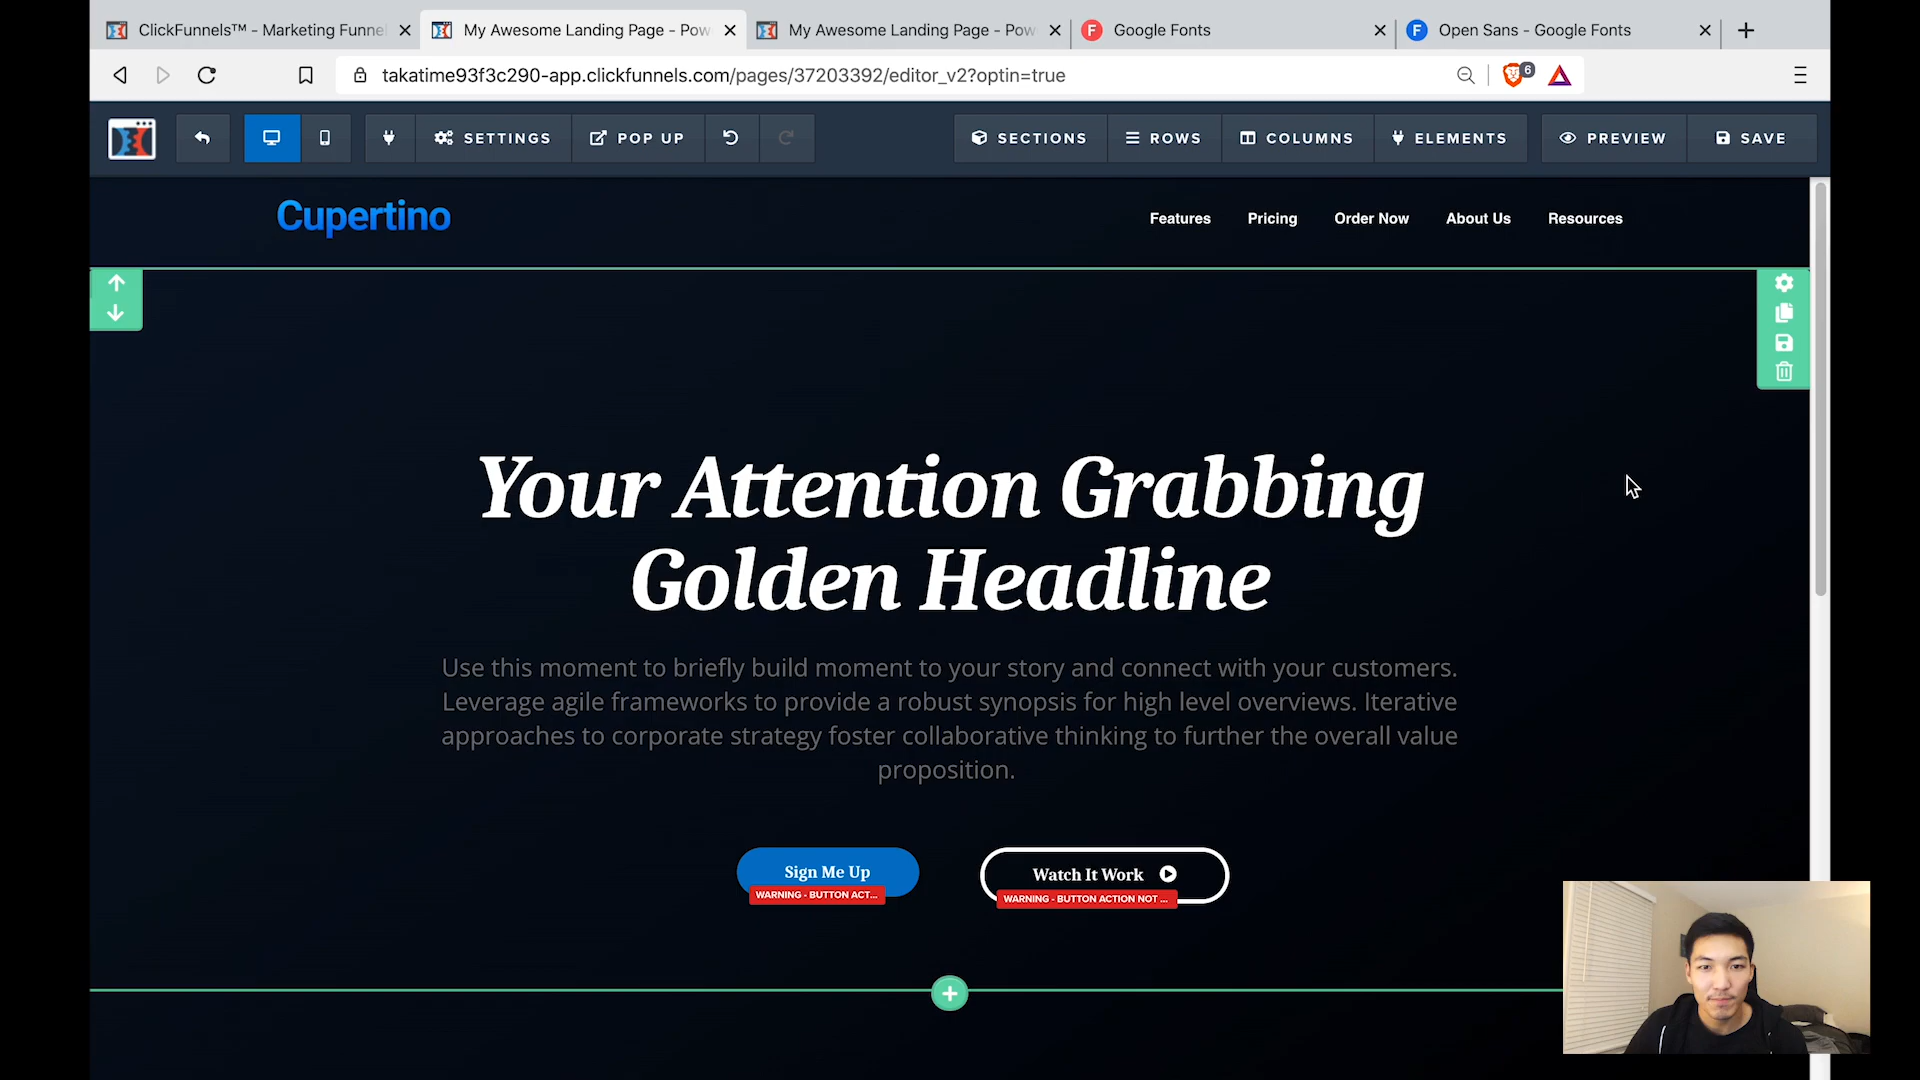 ClickFunnels™ - Marketing Funne
My Awesome Landing Page - Pow
My Awesome Landing Page - Pow
F
Google Fonts
F
Open Sans - Google Fonts
takatime93f3c290-app.clickfunnels.com/pages/37203392/editor_v2?optin=true
6
SETTINGS
POP UP
SECTIONS
ROWS
COLUMNS
ELEMENTS
PREVIEW
SAVE
Cupertino
Features
Pricing
Order Now
About Us
Resources
Your Attention Grabbing
Golden Headline
Use this moment to briefly build moment to your story and connect with your customers.
Leverage agile frameworks to provide a robust synopsis for high level overviews. Iterative
approaches to corporate strategy foster collaborative thinking to further the overall value
proposition.
Sign Me Up
WARNING - BUTTON ACT...
Watch It Work
WARNING - BUTTON ACTION NOT ...